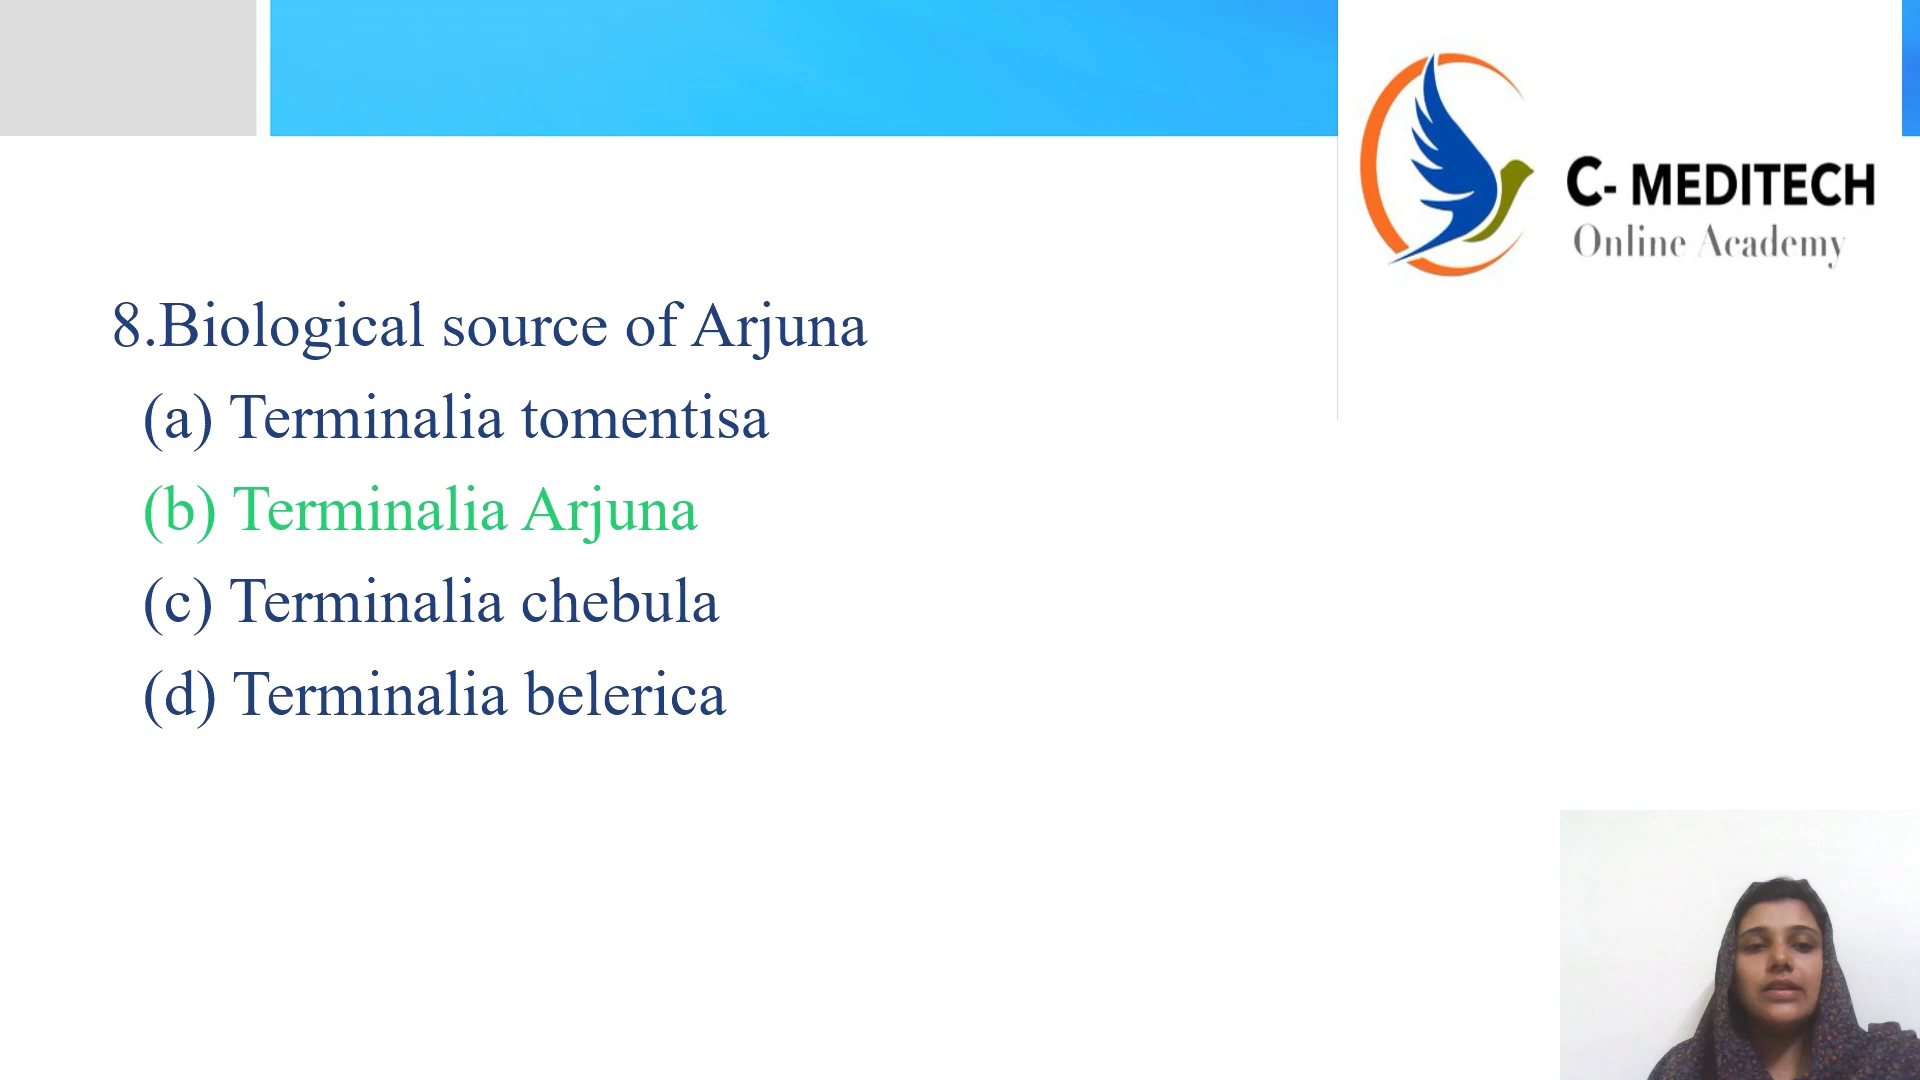 C- MEDITECH
Online Academy
8.Biological source of Arjuna
(a) Terminalia tomentisa
(b) Terminalia Arjuna
(c) Terminalia chebula
(d) Terminalia belerica